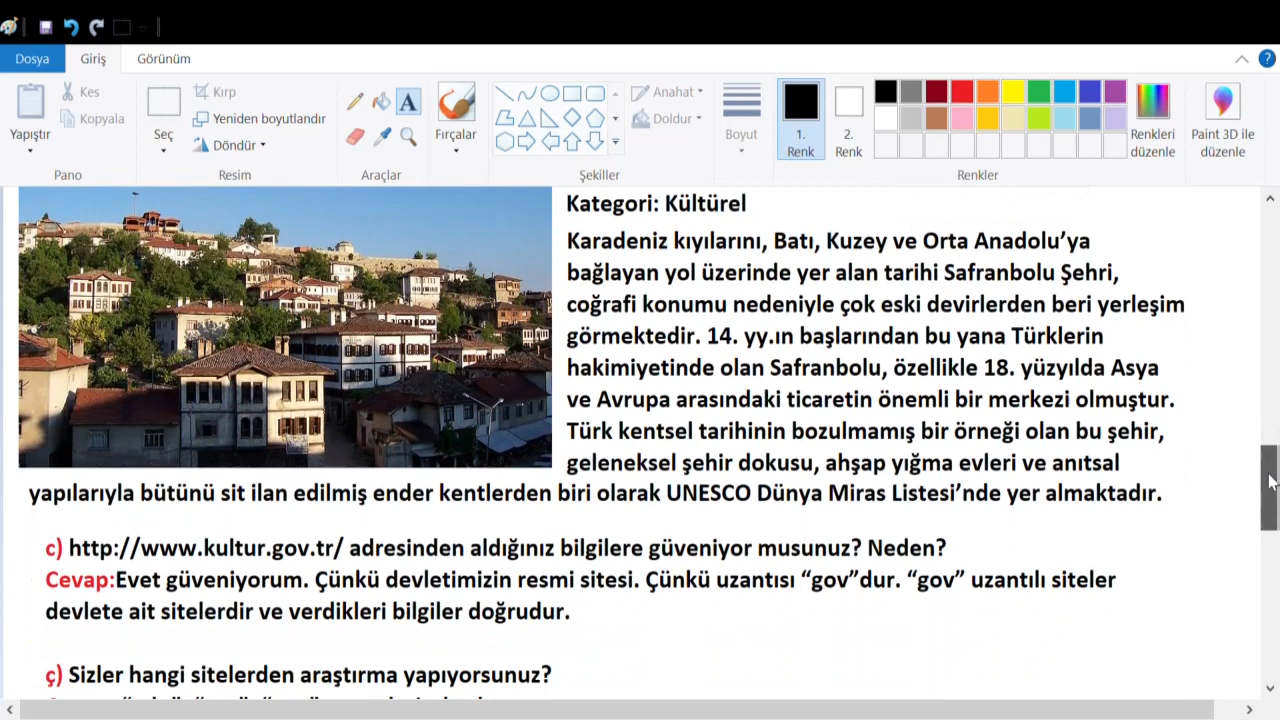 Dosya
Giriş
Görünüm
Yapıştır
Kes
Kopyala
Pano
Seç
Kırp
Yeniden boyutlandır
Döndür
Resim
A
Araçlar
Fırçalar
Şekiller
Anahat
Doldur
Boyut
1.
Renk
2.
Renk
Renkleri
düzenle
Paint 3D ile
düzenle
Renkler
Kategori: Kültürel
Karadeniz kıyılarını, Batı, Kuzey ve Orta Anadolu’ya
bağlayan yol üzerinde yer alan tarihi Safranbolu Şehri,
coğrafi konumu nedeniyle çok eski devirlerden beri yerleşim
görmektedir. 14. yy.ın başlarından bu yana Türklerin
hakimiyetinde olan Safranbolu, özellikle 18. yüzyılda Asya
ve Avrupa arasındaki ticaretin önemli bir merkezi olmuştur.
Türk kentsel tarihinin bozulmamış bir örneği olan bu şehir,
geleneksel şehir dokusu, ahşap yığma evleri ve anıtsal
yapılarıyla bütünü sit ilan edilmiş ender kentlerden biri olarak UNESCO Dünya Miras Listesi’nde yer almaktadır.
c) http://www.kultur.gov.tr/ adresinden aldığınız bilgilere güveniyor musunuz? Neden?
Cevap:Evet güveniyorum. Çünkü devletimizin resmi sitesi. Çünkü uzantısı “gov”dur. “gov” uzantılı siteler
devlete ait sitelerdir ve verdikleri bilgiler doğrudur.
ç) Sizler hangi sitelerden araştırma yapıyorsunuz?